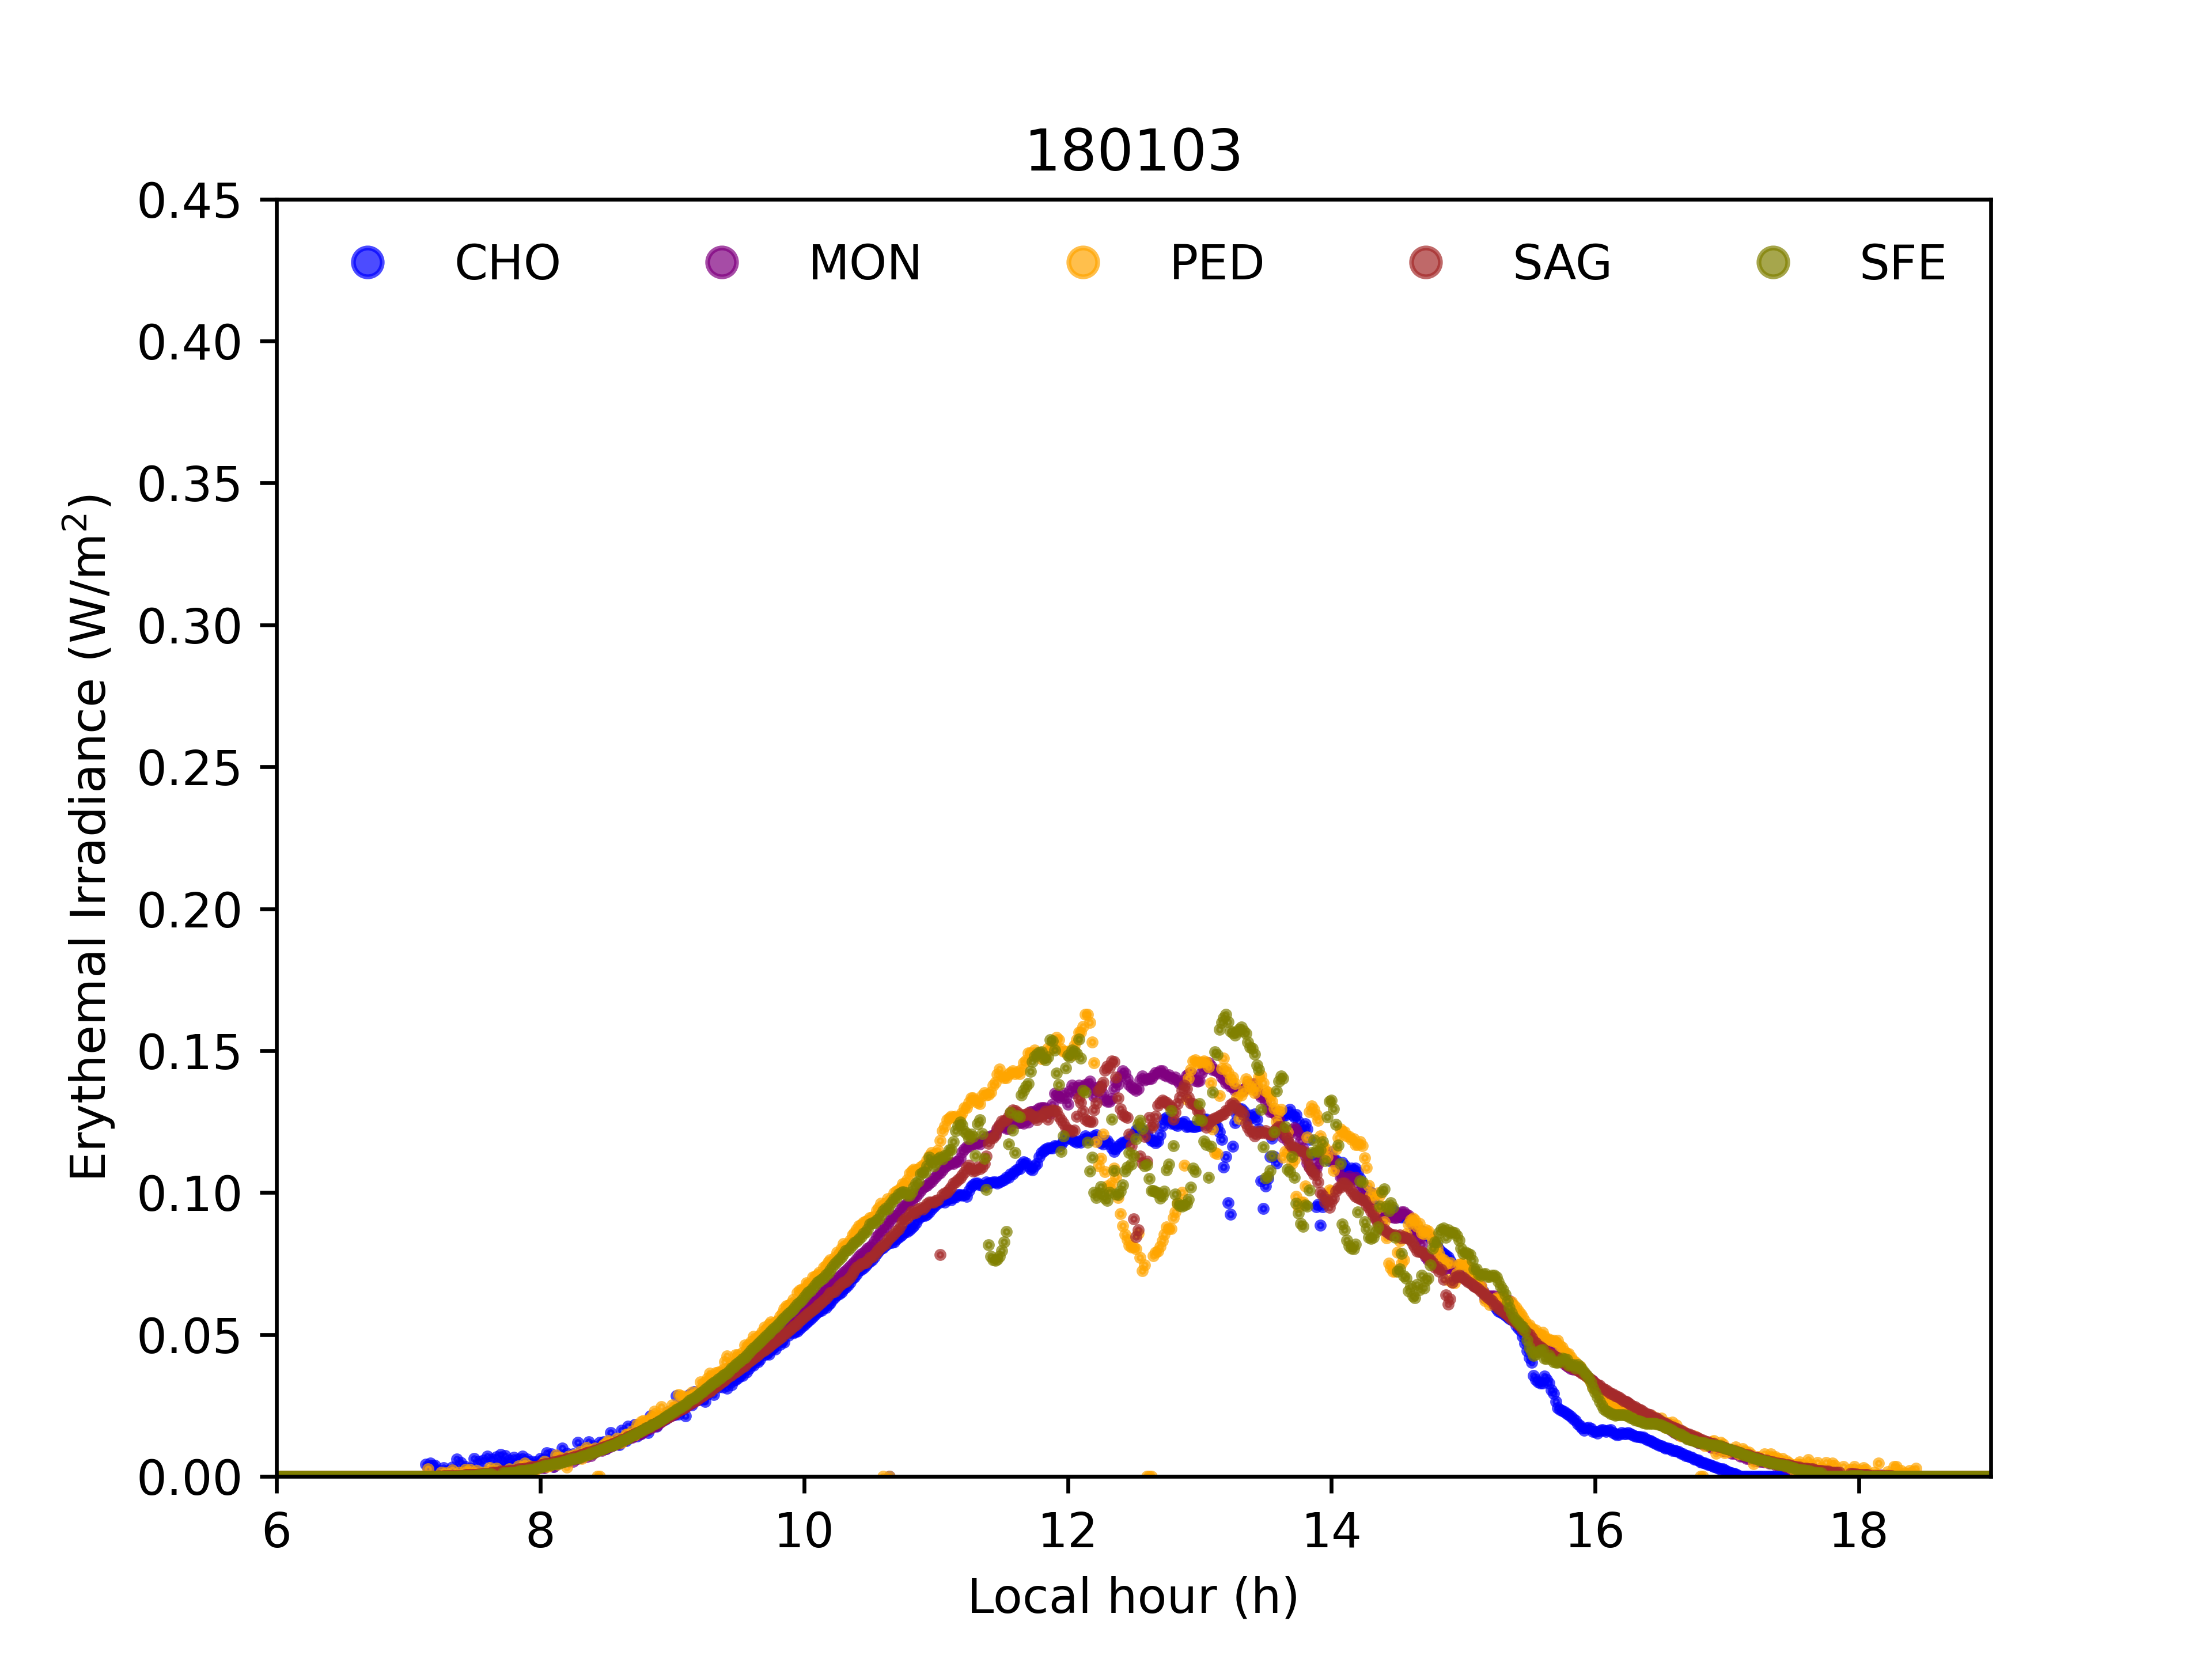 180103
0.45
CHO MON PED SAG SFE
0.40
0.35
0.30
0.25
0.20
0.15
0.10
0.05
0.00
Erythemal Irradiance (W/m²)
6 8 10 12 14 16 18
Local hour (h)